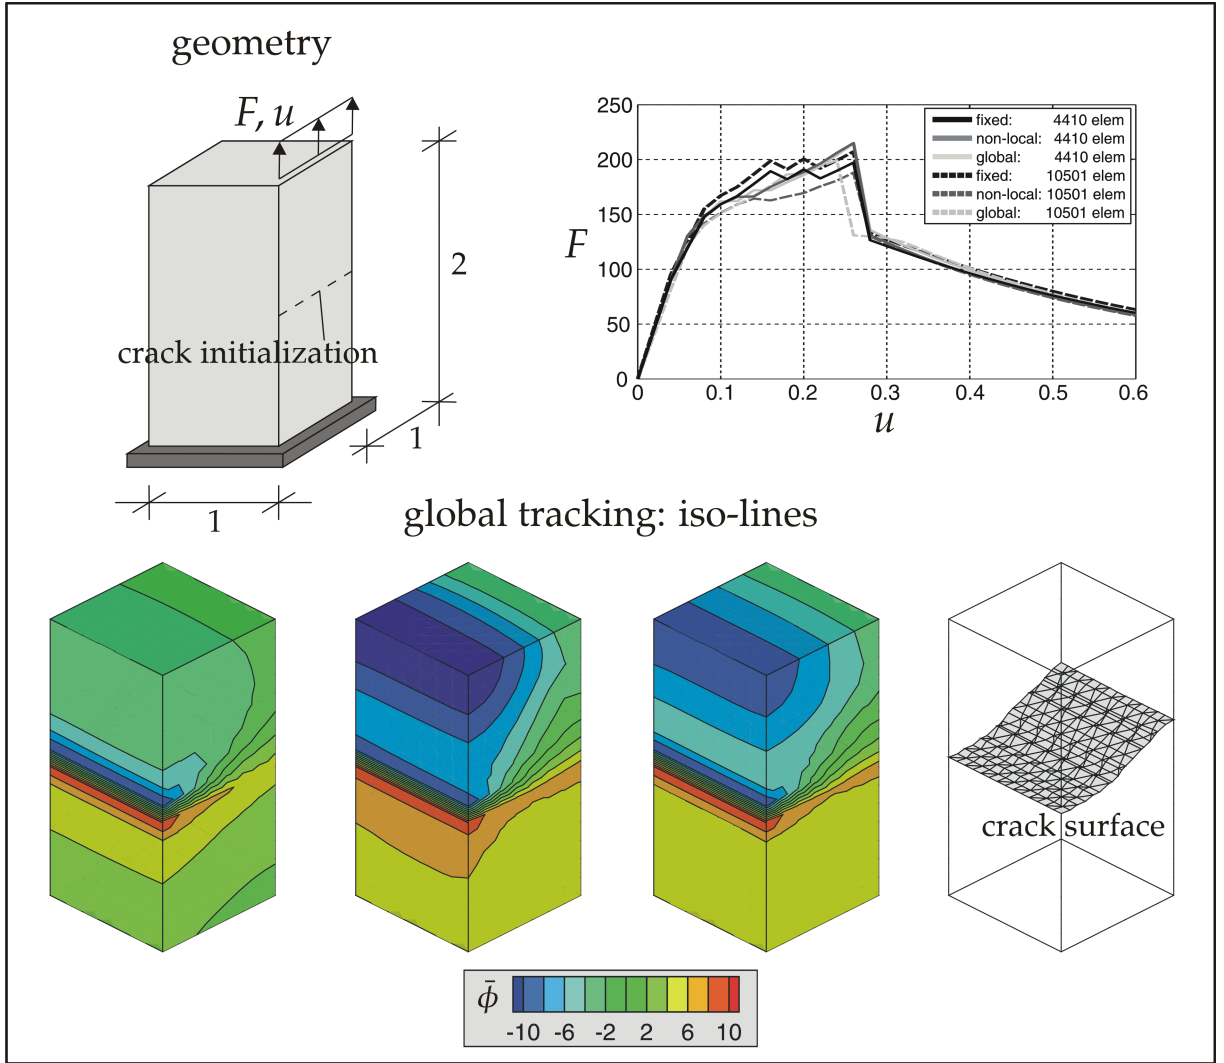 geometry
F, u
2
crack initialization
1
1
250
200
150
100
50
0
F
0 0.1 0.2 0.3 0.4 0.5 0.6
u
fixed: 4410 elem
non-local: 4410 elem
global: 4410 elem
fixed: 10501 elem
non-local: 10501 elem
global: 10501 elem
global tracking: iso-lines
crack surface
ϕ̄
-10 -6 -2 2 6 10